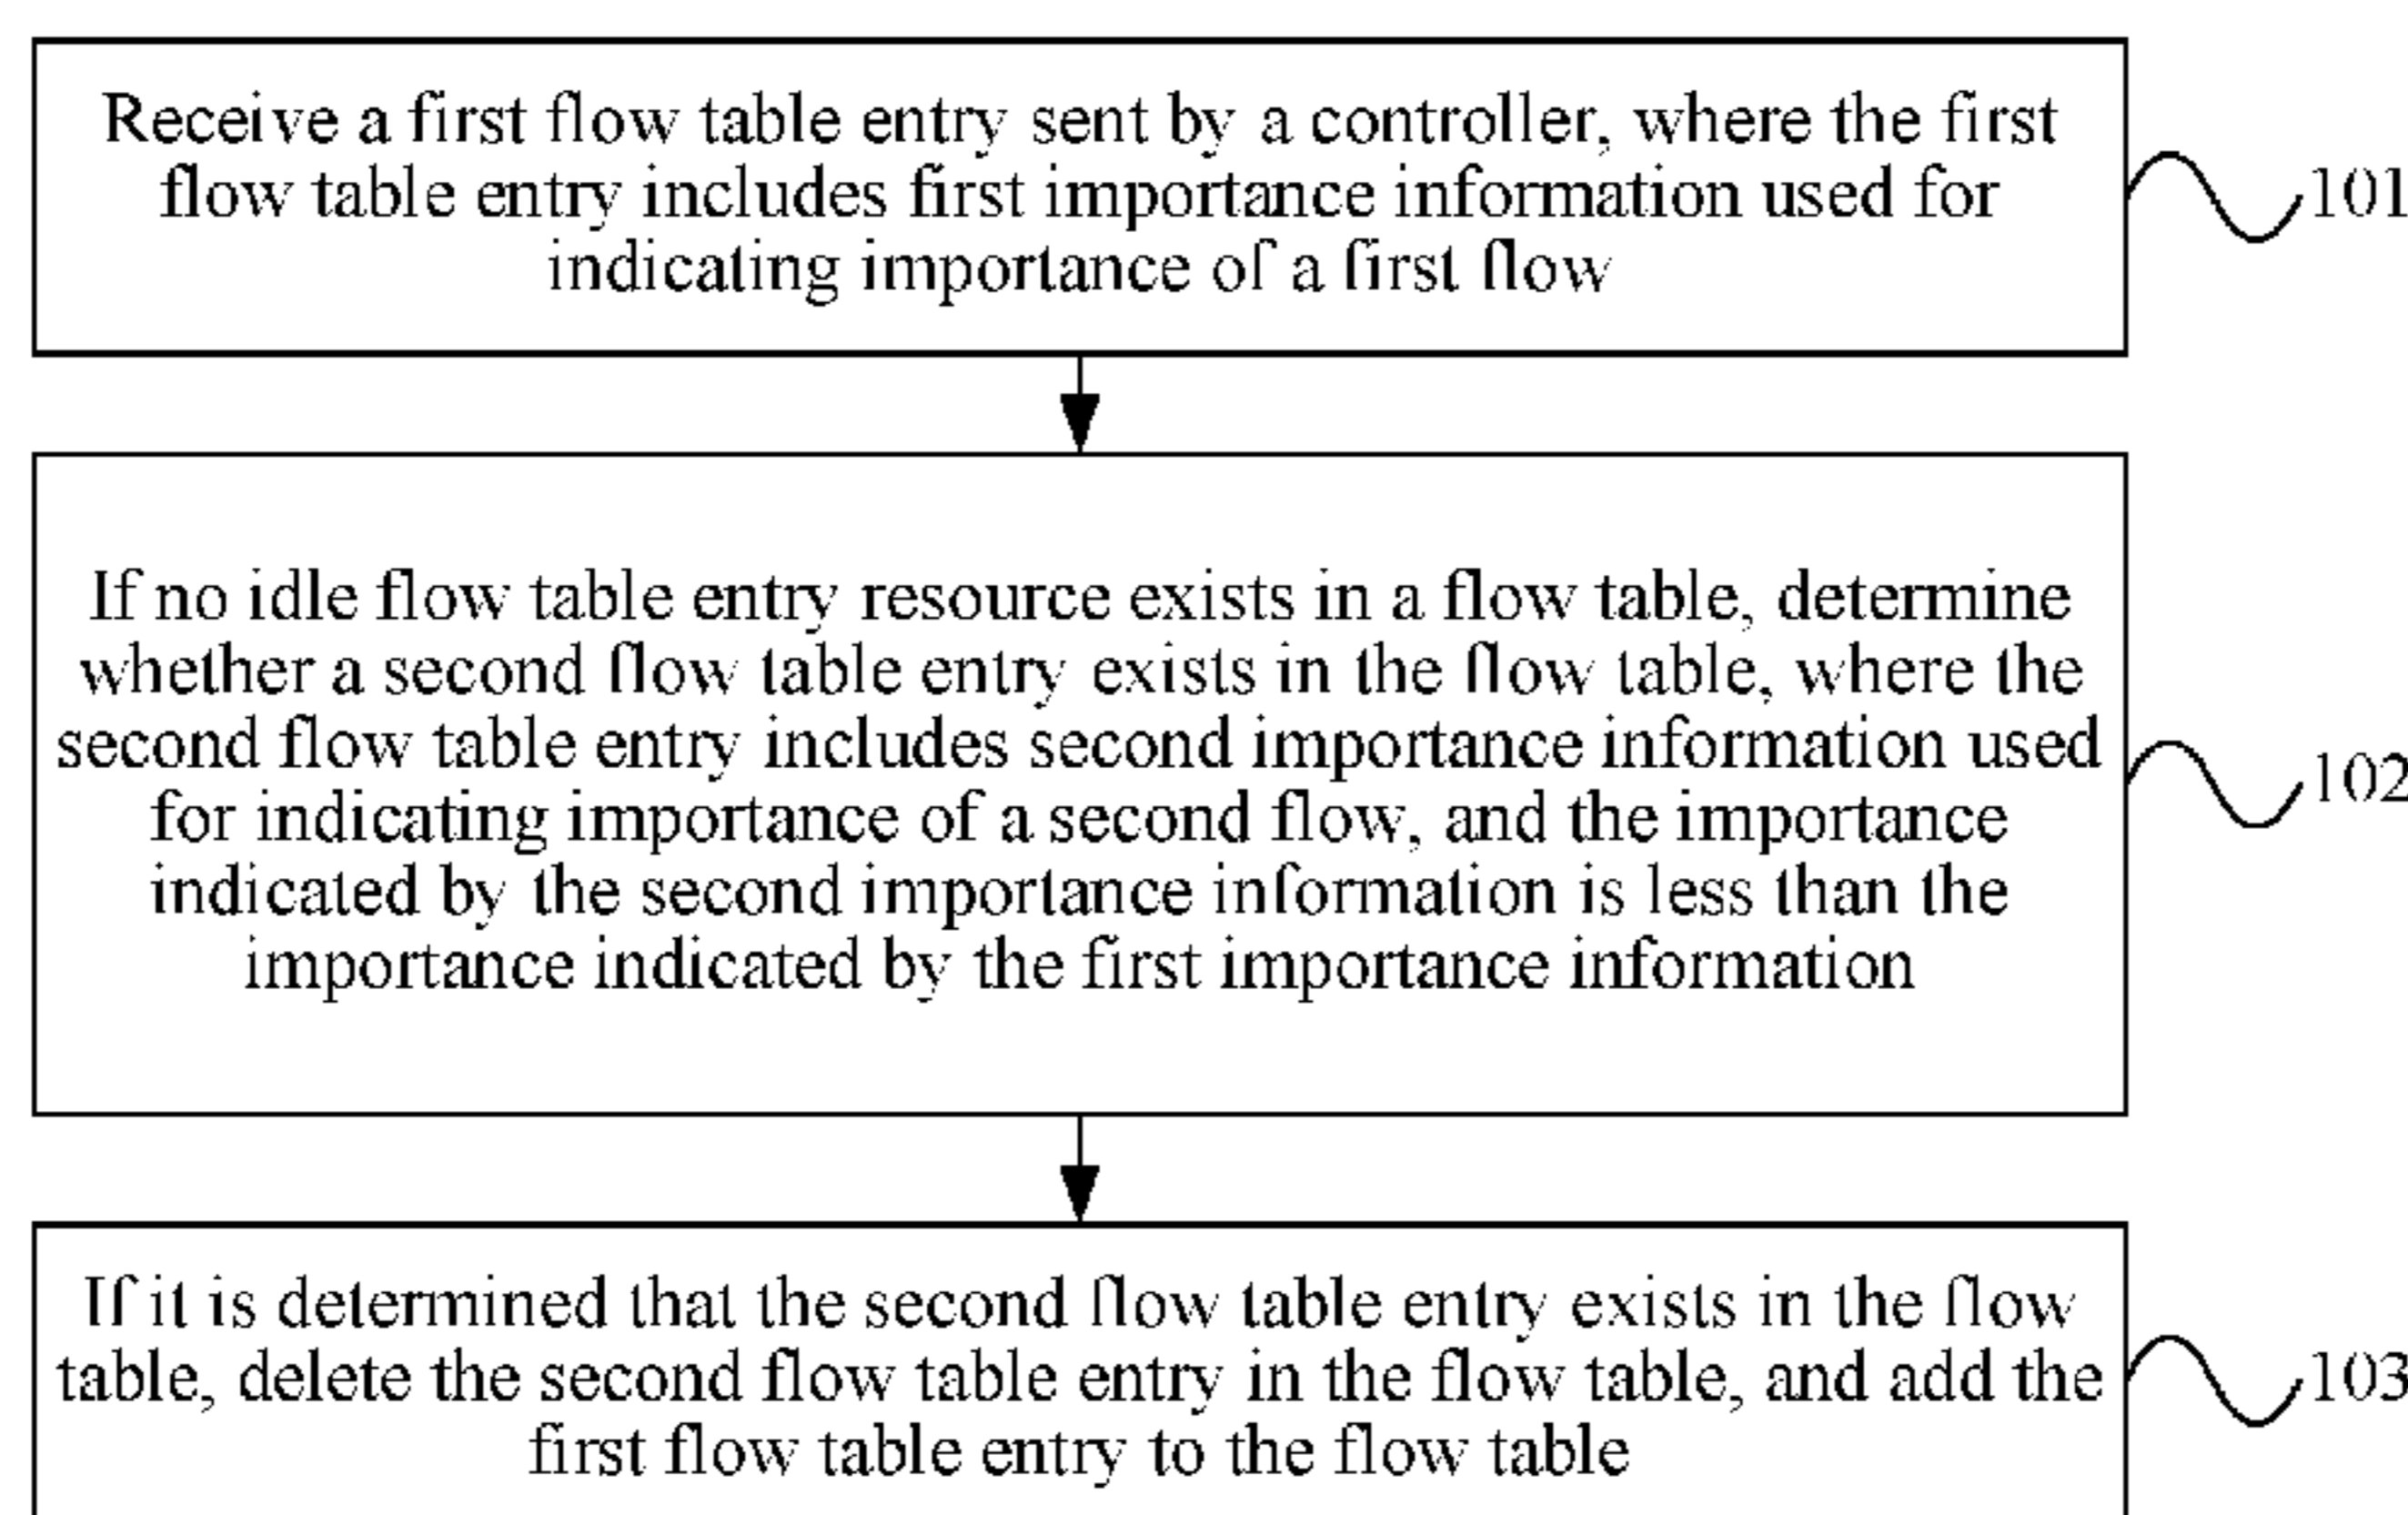 Receive a first flow table entry sent by a controller, where the first
flow table entry includes first importance information used for
indicating importance of a first flow
101
If no idle flow table entry resource exists in a flow table, determine
whether a second flow table entry exists in the flow table, where the
second flow table entry includes second importance information used
for indicating importance of a second flow, and the importance
indicated by the second importance information is less than the
importance indicated by the first importance information
102
If it is determined that the second flow table entry exists in the flow
table, delete the second flow table entry in the flow table, and add the
first flow table entry to the flow table
103